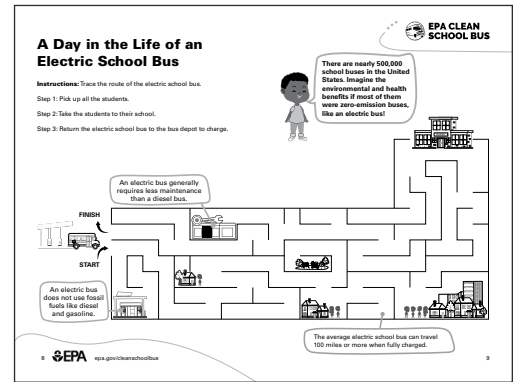 EPA CLEAN
SCHOOL BUS
A Day in the Life of an
Electric School Bus
Instructions: Trace the route of the electric school bus.
Step 1: Pick up all the students.
Step 2: Take the students to their school.
Step 3: Return the electric school bus to the bus depot to charge.
There are nearly 500,000
school buses in the United
States. Imagine the
environmental and health
benefits if most of them
were zero-emission buses,
like an electric bus!
An electric bus generally
requires less maintenance
than a diesel bus.
FINISH
START
An electric bus
does not use fossil
fuels like diesel
and gasoline.
The average electric school bus can travel
100 miles or more when fully charged.
8 EPA epa.gov/cleanschoolbus
9